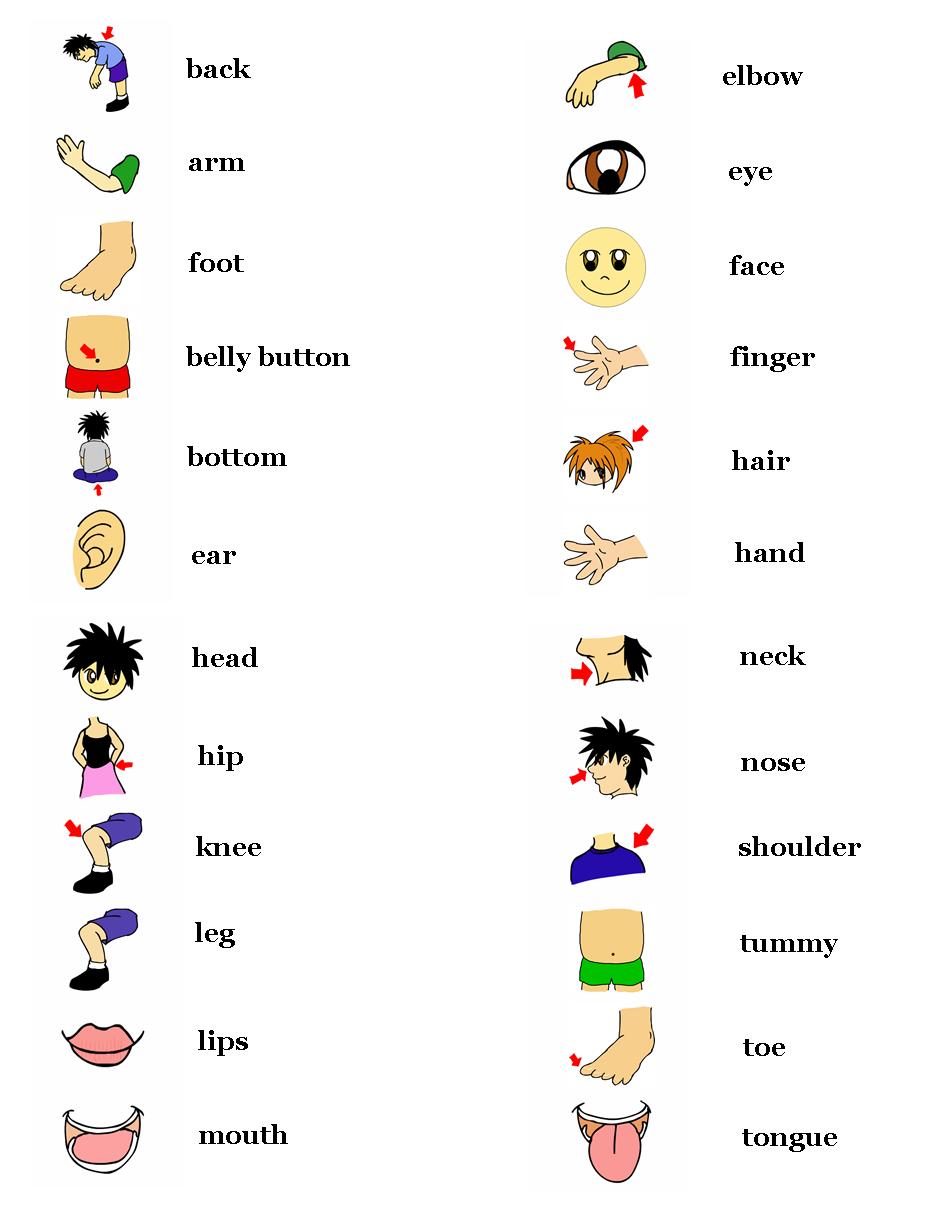 back
arm
foot
belly button
bottom
ear
head
hip
knee
leg
lips
mouth
elbow
eye
face
finger
hair
hand
neck
nose
shoulder
tummy
toe
tongue